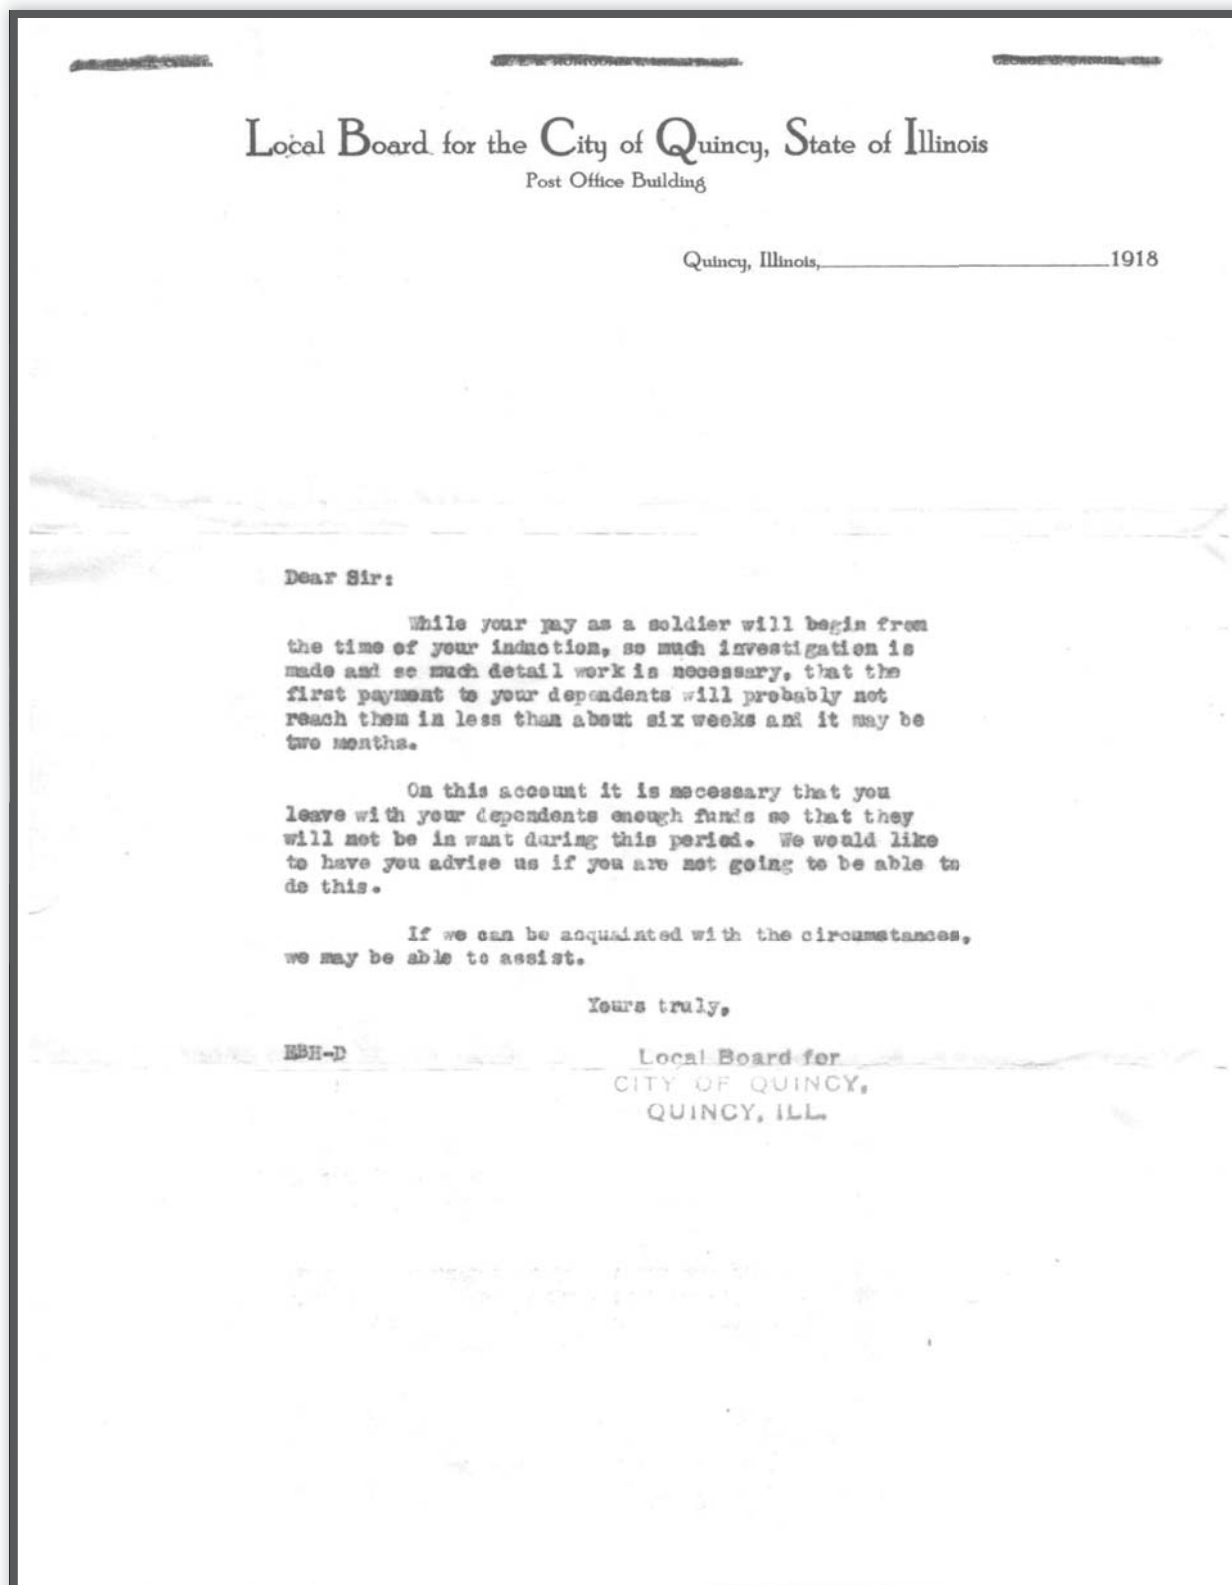 Local Board for the City of Quincy, State of Illinois
Post Office Building
Quincy, Illinois, 1918
Dear Sir:
While your pay as a soldier will begin from
the time of your induction, so much investigation is
made and so much detail work is necessary, that the
first payment to your dependents will probably not
reach them in less than about six weeks and it may be
two months.
On this account it is necessary that you
leave with your dependents enough funds so that they
will not be in want during this period. We would like
to have you advise us if you are not going to be able to
do this.
If we can be acquainted with the circumstances,
we may be able to assist.
Yours truly,
EBH-D
Local Board for
CITY OF QUINCY,
QUINCY, ILL.